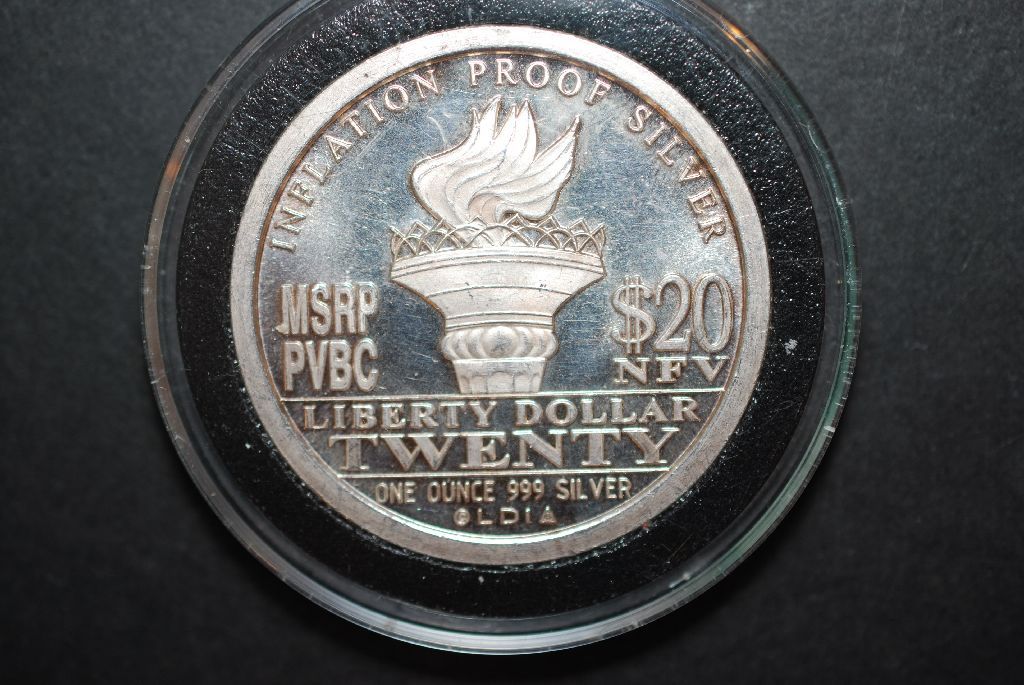 INFLATION PROOF SILVER
MSRP
PVBC
$20
NFV
LIBERTY DOLLAR
TWENTY
ONE OUNCE 999 SILVER
©LDIA